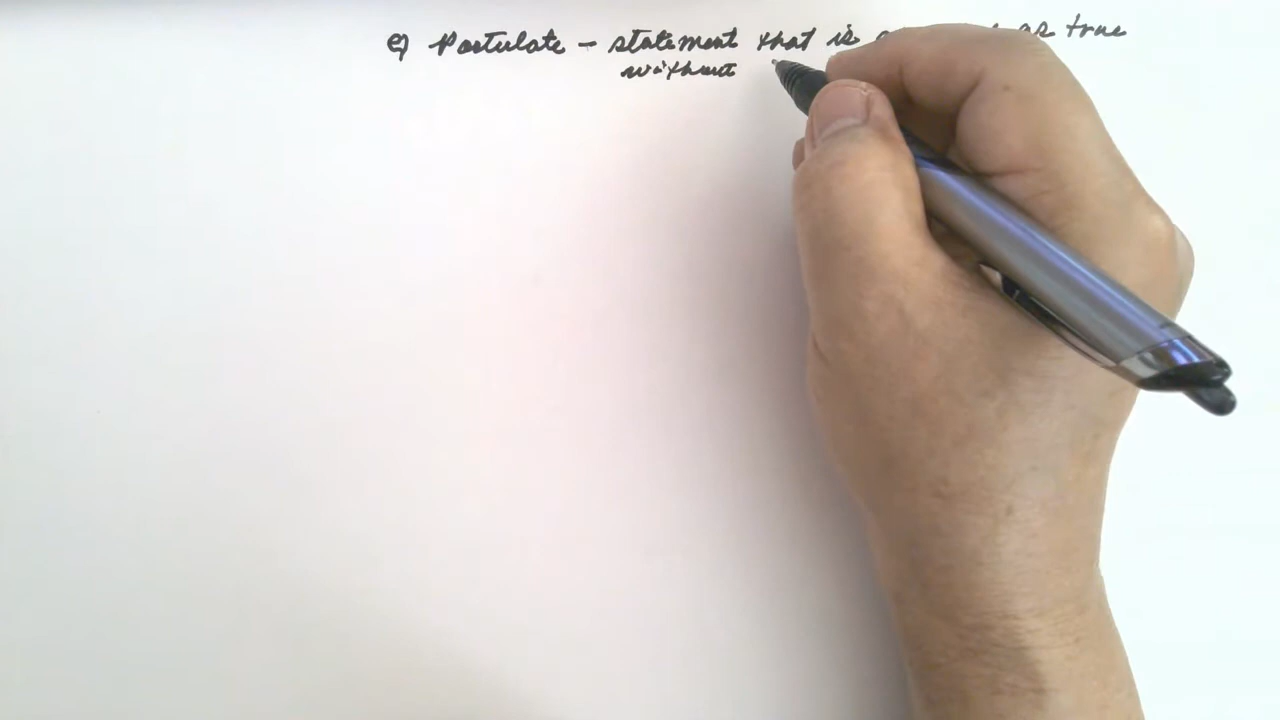 e) Postulate - statement that is as true
without